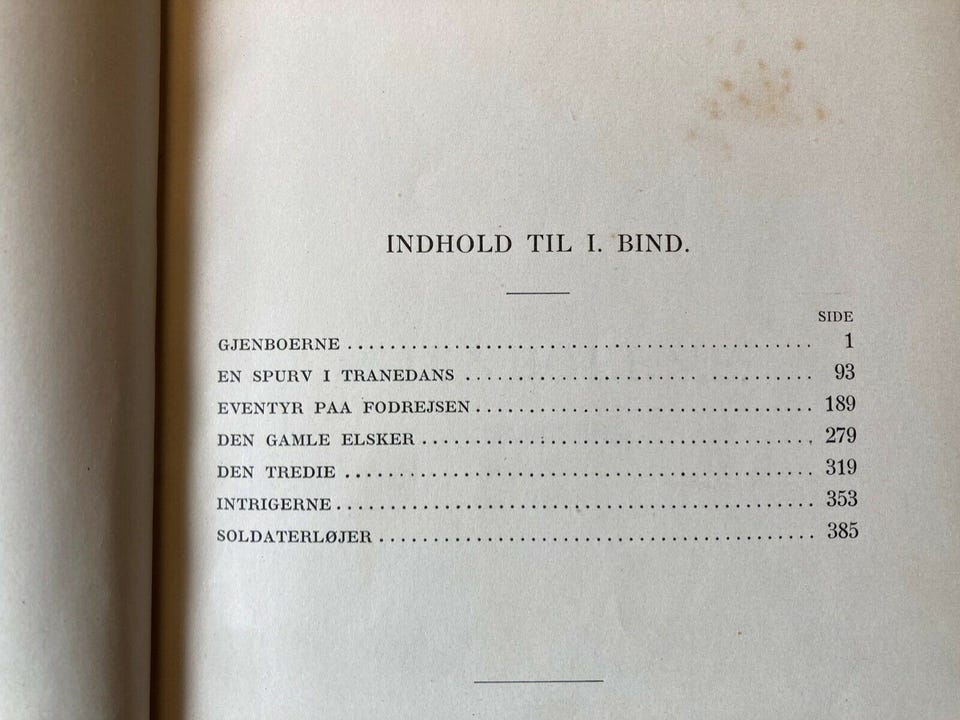 INDHOLD TIL I. BIND.
SIDE
GJENBOERNE ........................................ 1
EN SPURV I TRANEDANS ........................................ 93
EVENTYR PAA FODREJSEN ........................................ 189
DEN GAMLE ELSKER ........................................ 279
DEN TREDIE ........................................ 319
INTRIGERNE ........................................ 353
SOLDATERLØJER ........................................ 385